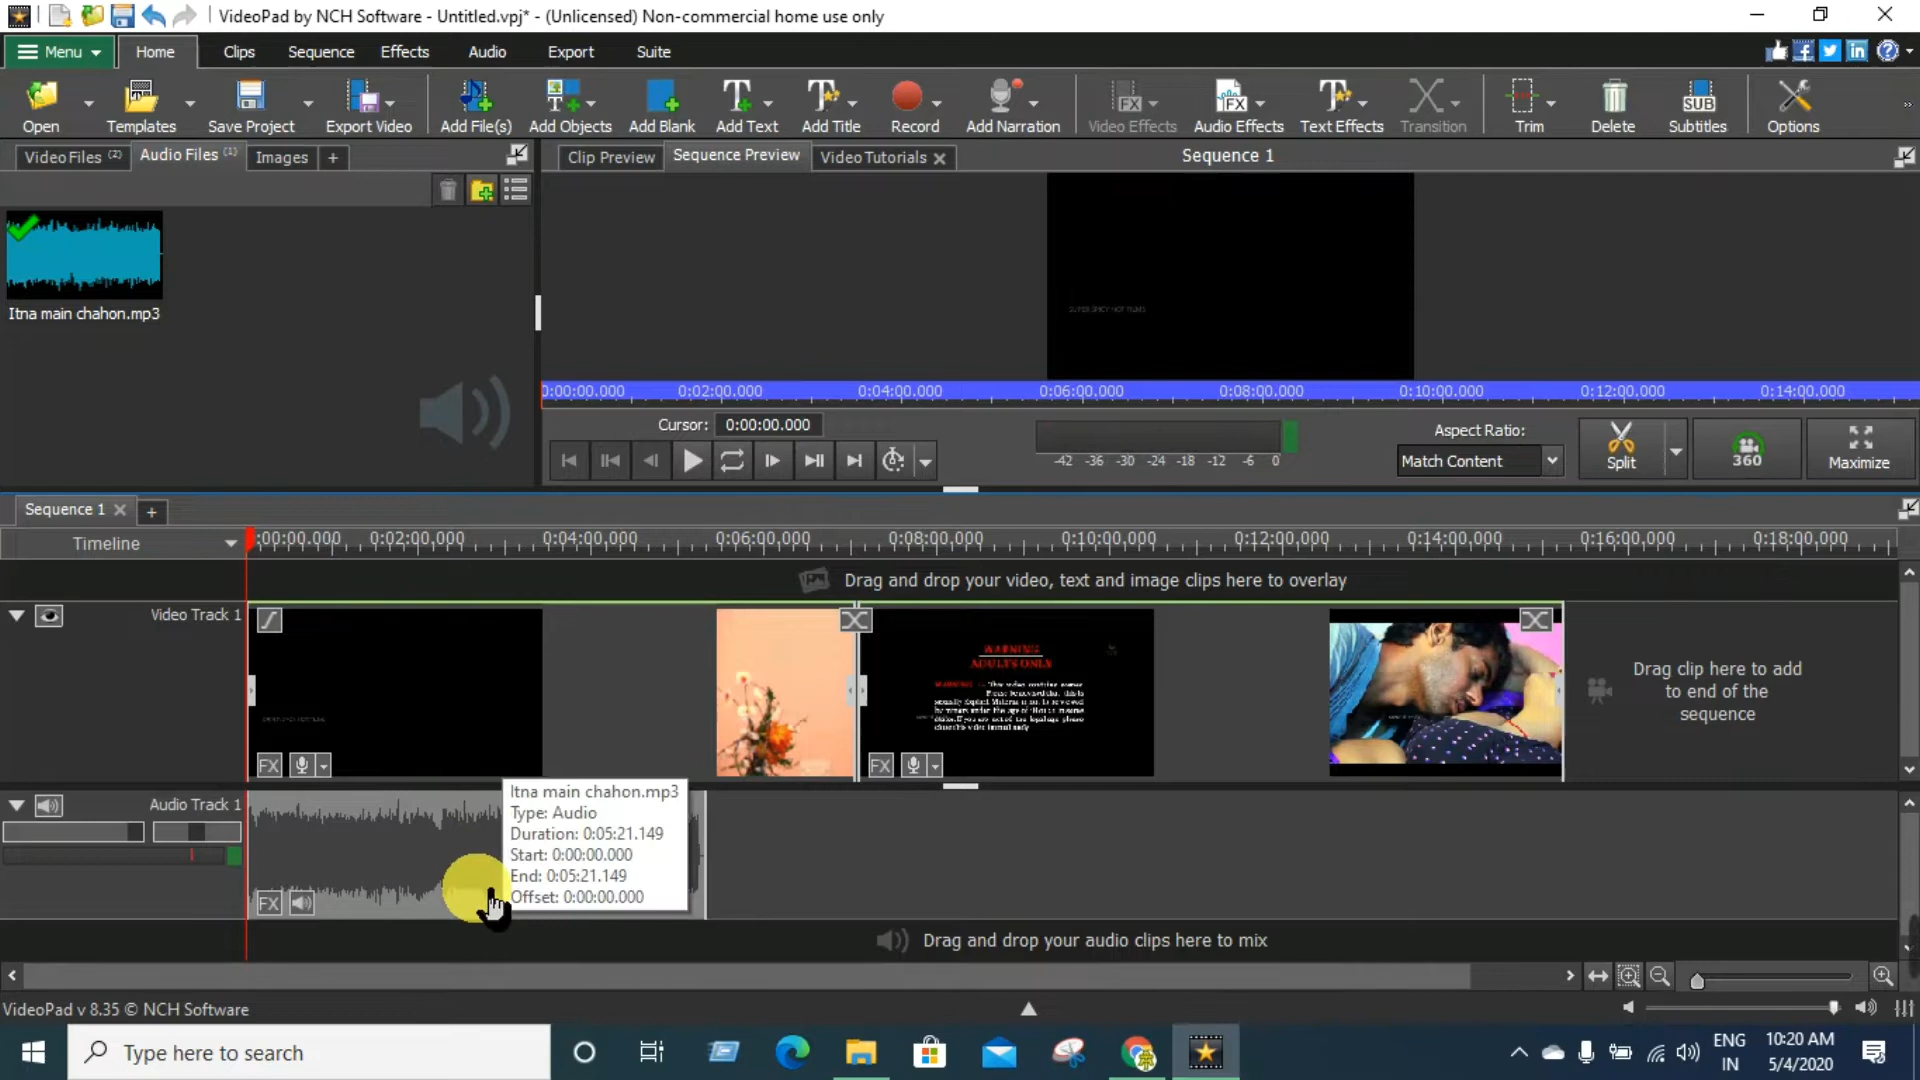 VideoPad by NCH Software - Untitled.vpj* - (Unlicensed) Non-commercial home use only
Menu Home Clips Sequence Effects Audio Export Suite
Open Templates Save Project Export Video Add File(s) Add Objects Add Blank Add Text Add Title Record Add Narration Video Effects Audio Effects Text Effects Transition Trim Delete SUB Subtitles Options
Video Files (2) Audio Files (1) Images + Clip Preview Sequence Preview Video Tutorials Sequence 1
Itna main chahon.mp3
SUPER SPICY HOT FILMS
0:00:00.000 0:02:00.000 0:04:00.000 0:06:00.000 0:08:00.000 0:10:00.000 0:12:00.000 0:14:00.000
Cursor: 0:00:00.000
-42 -36 -30 -24 -18 -12 -6 0
Aspect Ratio:
Match Content
Split 360 Maximize
Sequence 1 +
Timeline :00:00.000 0:02:00.000 0:04:00.000 0:06:00.000 0:08:00.000 0:10:00.000 0:12:00.000 0:14:00.000 0:16:00.000 0:18:00.000
Drag and drop your video, text and image clips here to overlay
Video Track 1
WARNING
ADULTS ONLY
Drag clip here to add
to end of the
sequence
FX FX
Audio Track 1
Itna main chahon.mp3
Type: Audio
Duration: 0:05:21.149
Start: 0:00:00.000
End: 0:05:21.149
Offset: 0:00:00.000
FX
Drag and drop your audio clips here to mix
VideoPad v 8.35 © NCH Software
Type here to search
ENG
IN
10:20 AM
5/4/2020